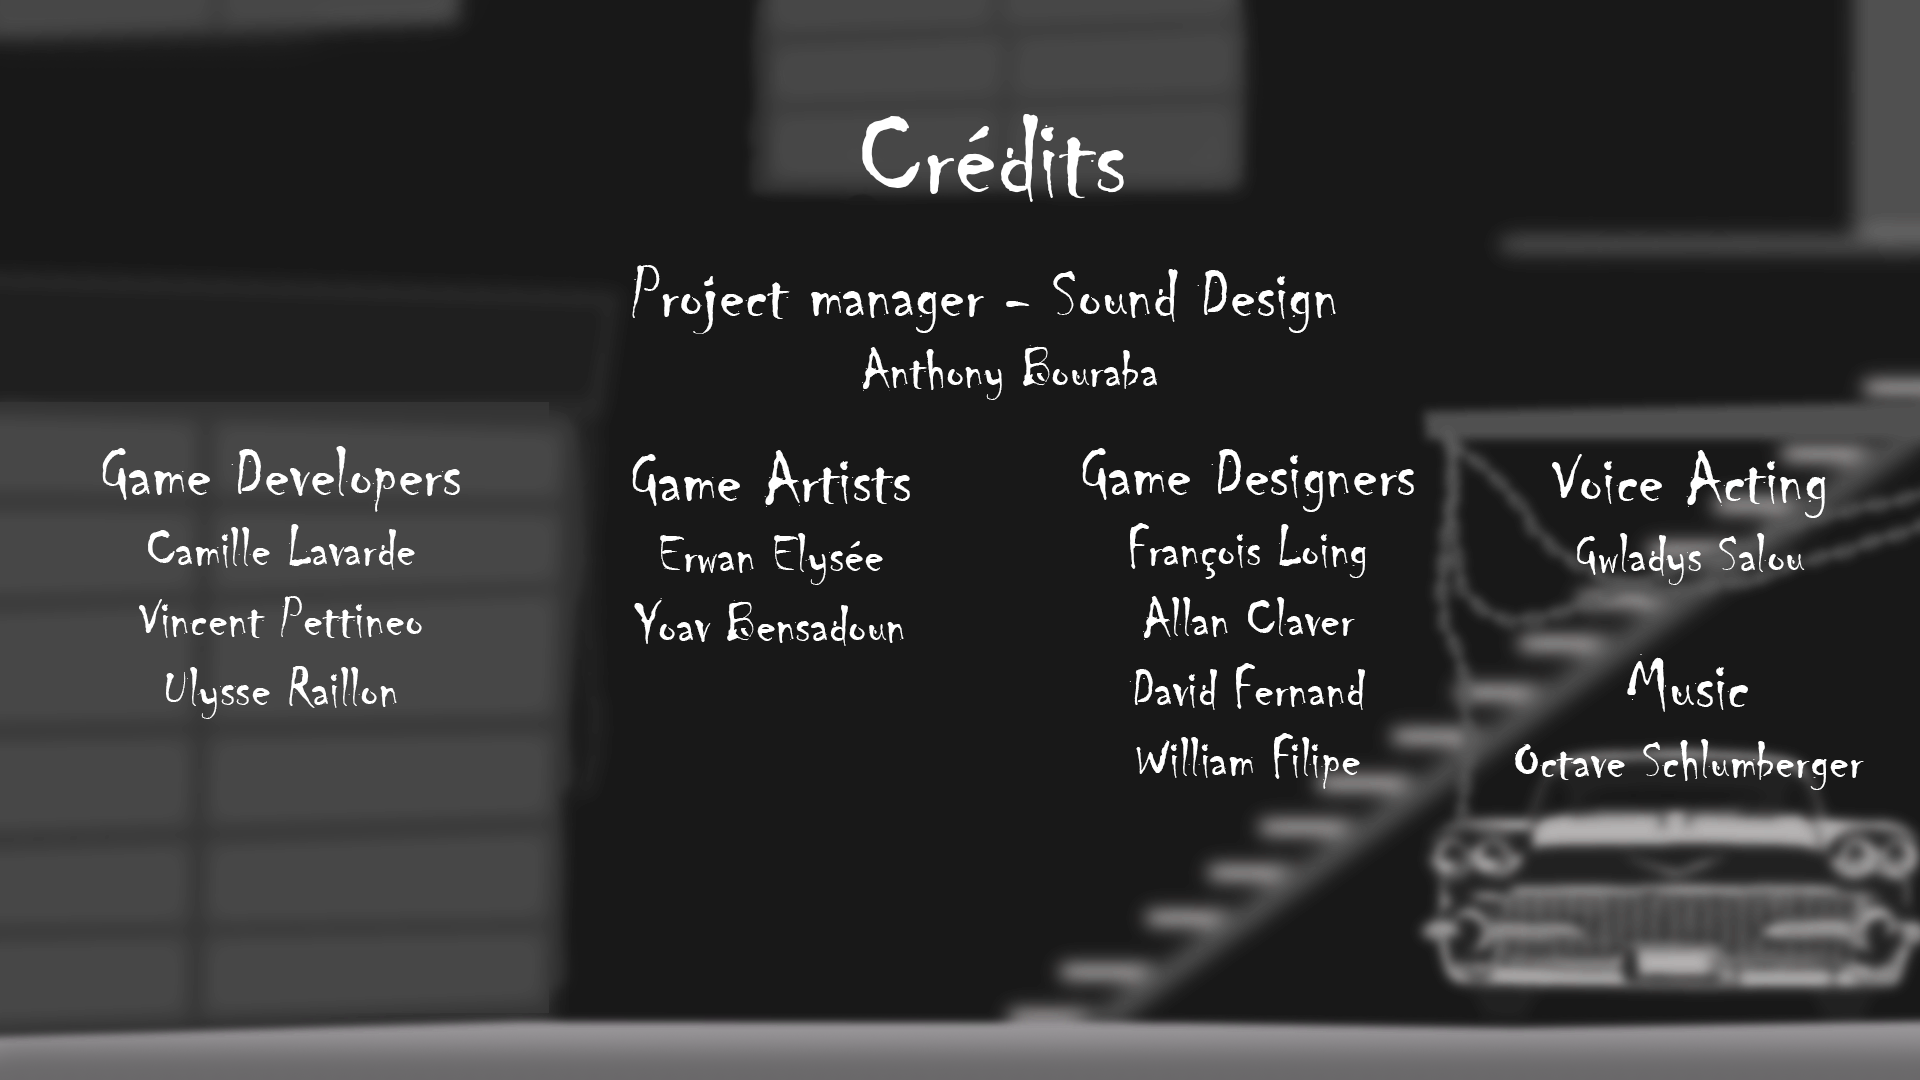 Crédits
Project manager - Sound Design
Anthony Bouraba
Game Developers
Camille Lavarde
Vincent Pettineo
Ulysse Raillon
Game Artists
Erwan Elysée
Yoav Bensadoun
Game Designers
François Loing
Allan Claver
David Fernand
William Filipe
Voice Acting
Gwladys Salou
Music
Octave Schlumberger